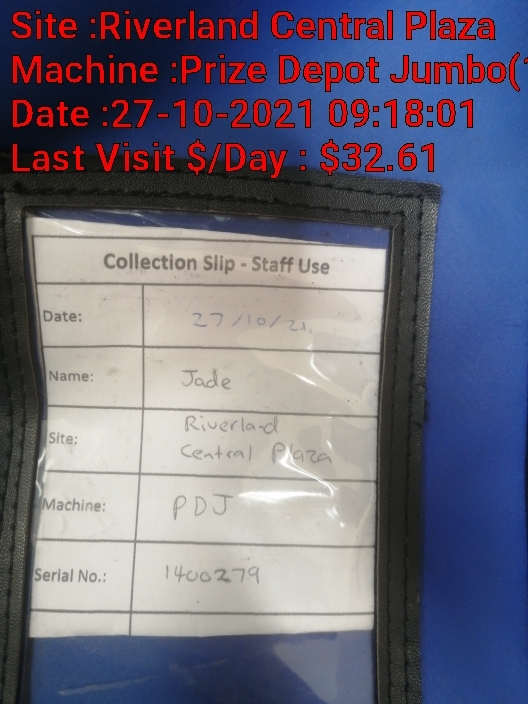 Site :Riverland Central Plaza
Machine :Prize Depot Jumbo(
Date :27-10-2021 09:18:01
Last Visit $/Day : $32.61
Collection Slip - Staff Use
Date: 27/10/21
Name: Jade
Site: Riverland
Central Plaza
Machine: PDJ
Serial No.: 1400279